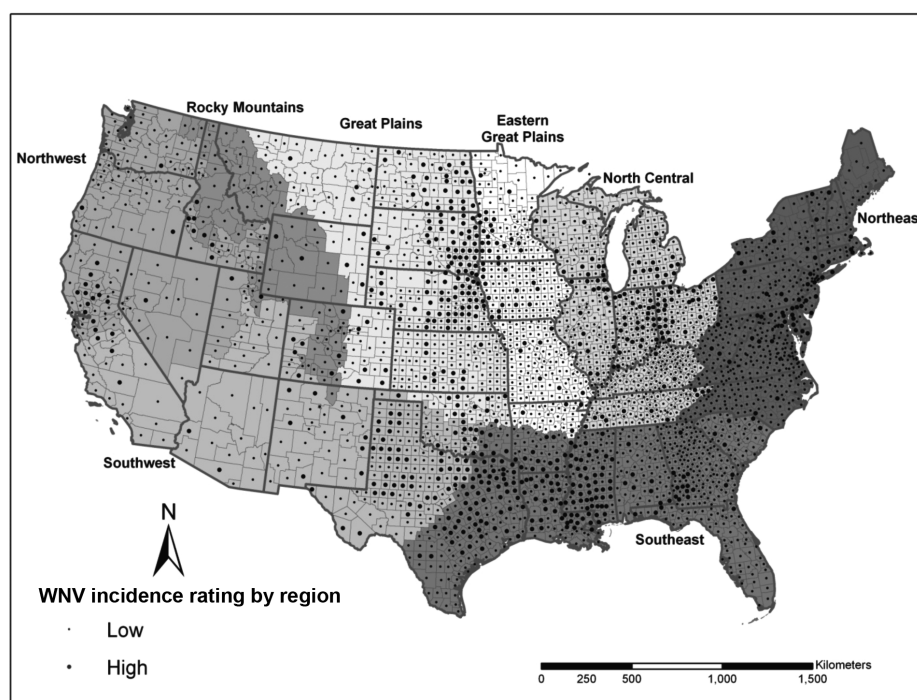 Rocky Mountains
Great Plains
Eastern
Great Plains
Northwest
North Central
Northeast
Southwest
Southeast
N
WNV incidence rating by region
Low
High
Kilometers
0 250 500 1,000 1,500